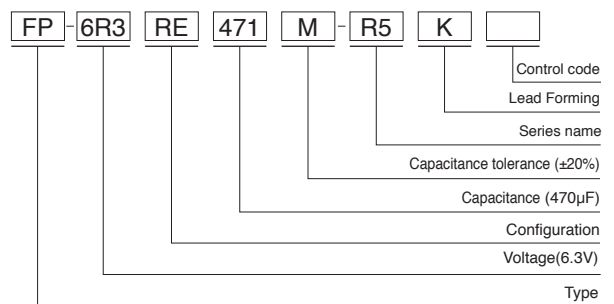 FP-6R3 RE 471 M-R5 K
Control code
Lead Forming
Series name
Capacitance tolerance (±20%)
Capacitance (470µF)
Configuration
Voltage(6.3V)
Type